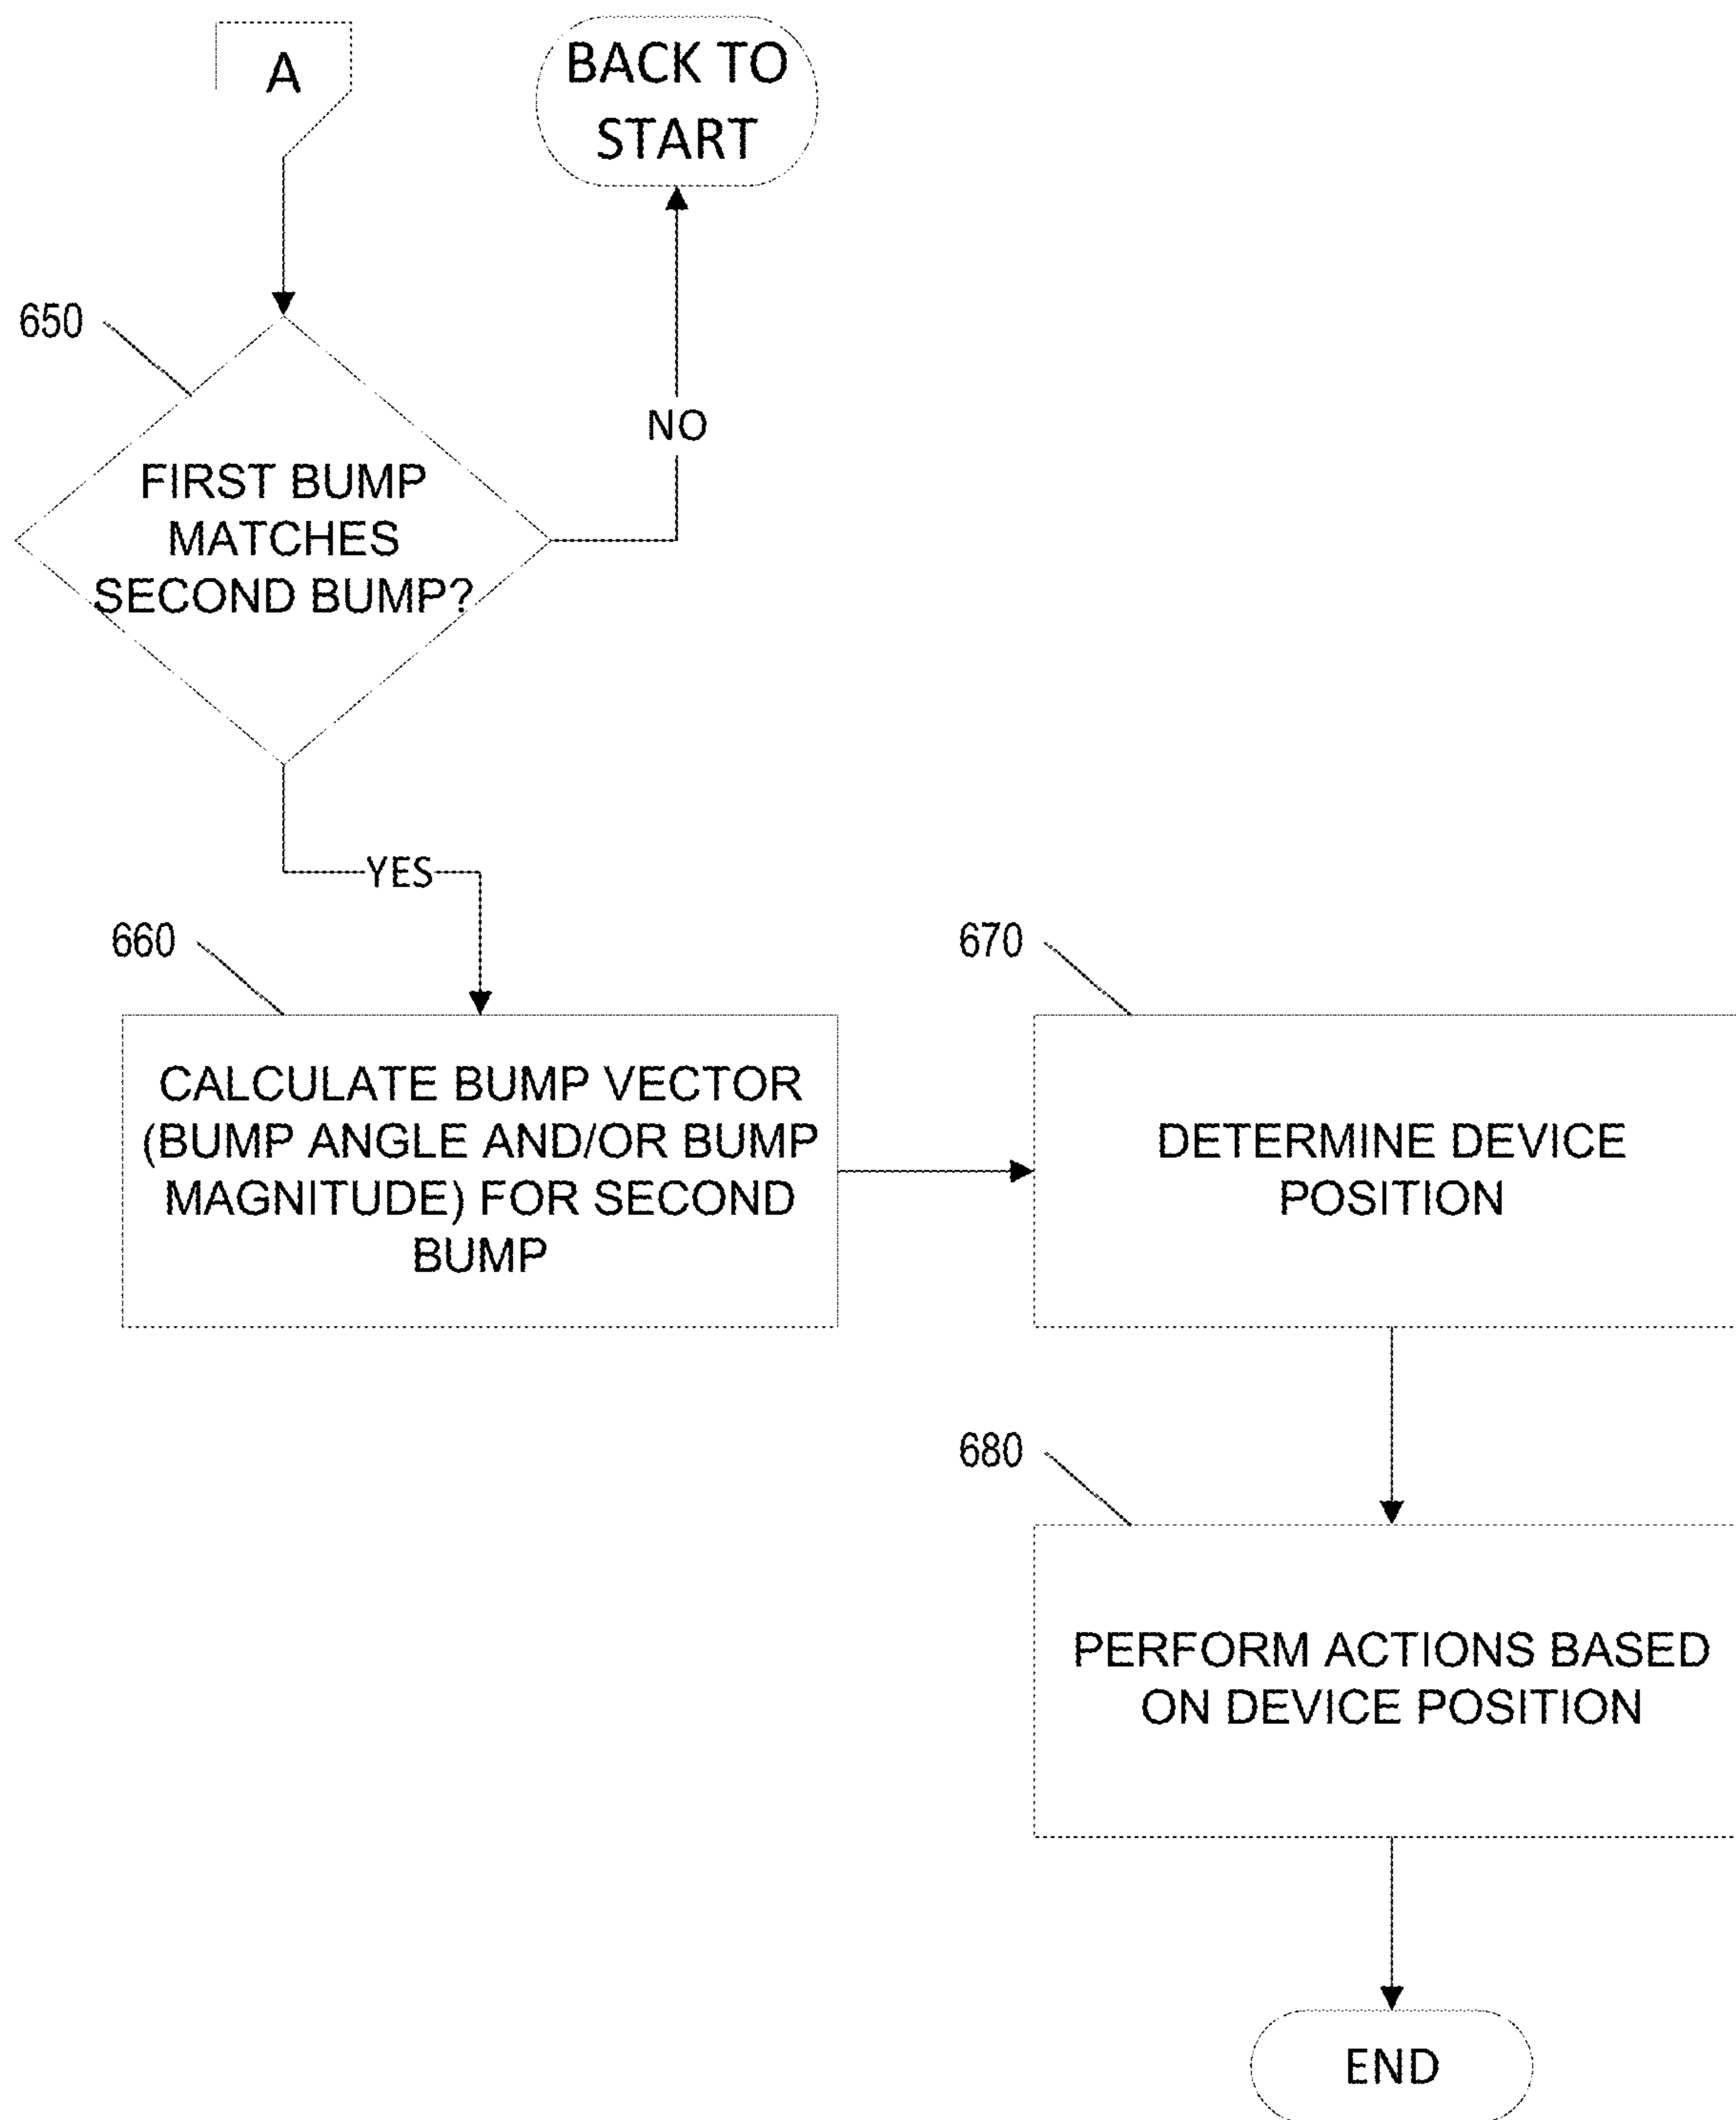 A
BACK TO
START
650
NO
FIRST BUMP
MATCHES
SECOND BUMP?
YES
660
670
CALCULATE BUMP VECTOR
(BUMP ANGLE AND/OR BUMP
MAGNITUDE) FOR SECOND
BUMP
DETERMINE DEVICE
POSITION
680
PERFORM ACTIONS BASED
ON DEVICE POSITION
END